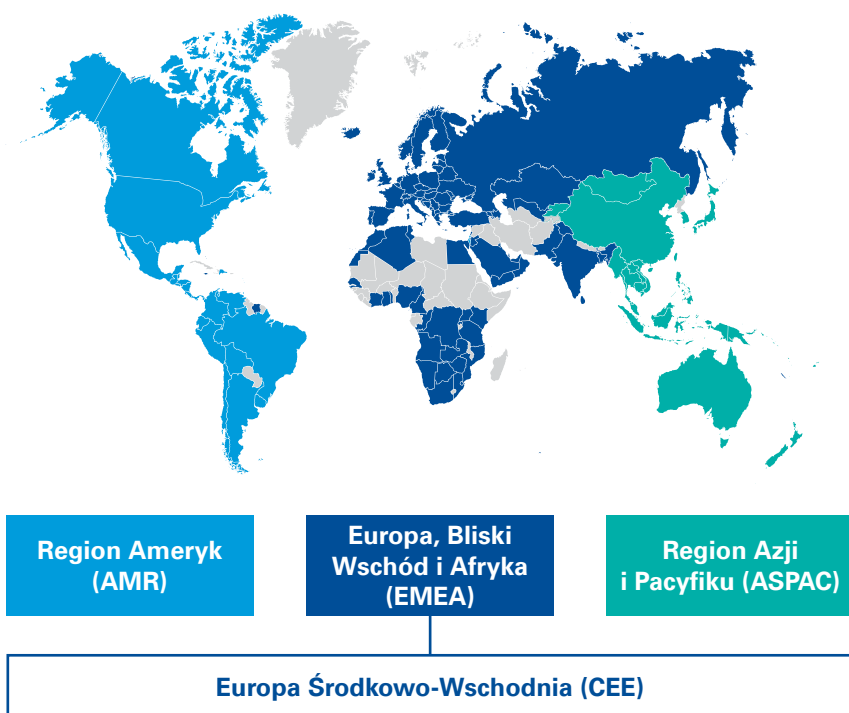 Region Ameryk
(AMR)
Europa, Bliski
Wschód i Afryka
(EMEA)
Region Azji
i Pacyfiku (ASPAC)
Europa Środkowo-Wschodnia (CEE)